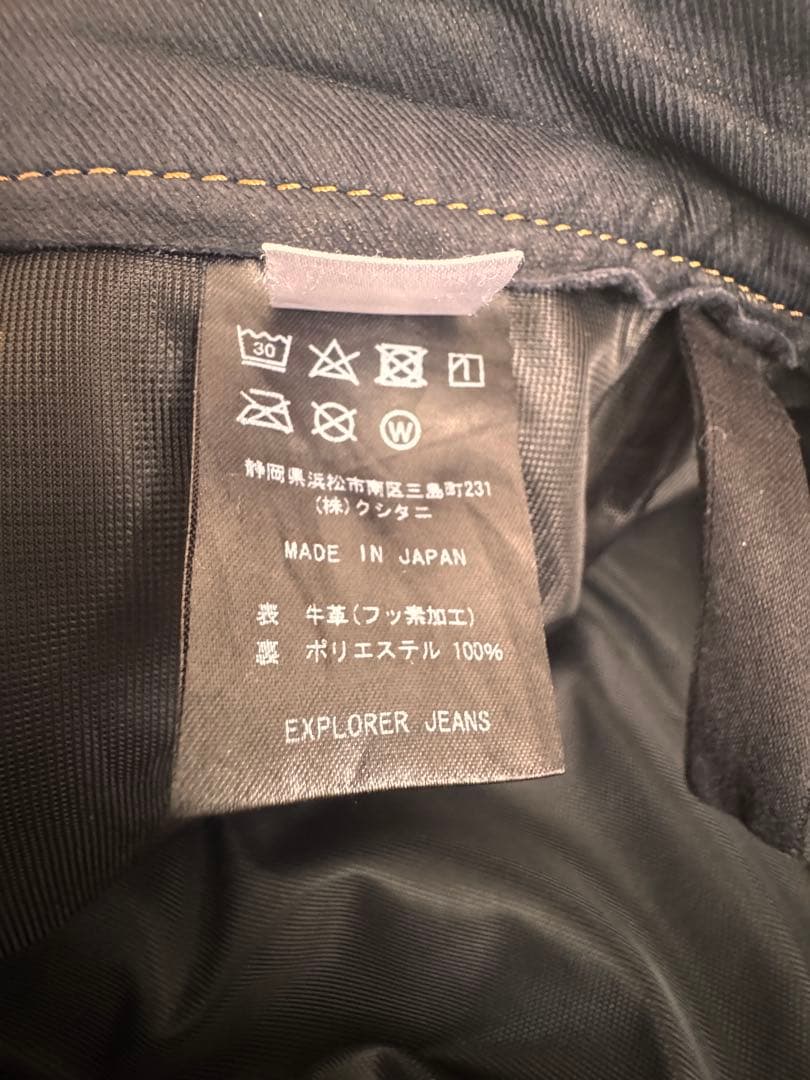 30
W
静岡県浜松市南区三島町231
(株)クシタニ
MADE IN JAPAN
表 牛革(フッ素加工)
裏 ポリエステル 100%
EXPLORER JEANS